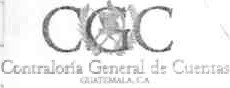 CGC
Contraloría General de Cuentas
GUATEMALA, C.A.